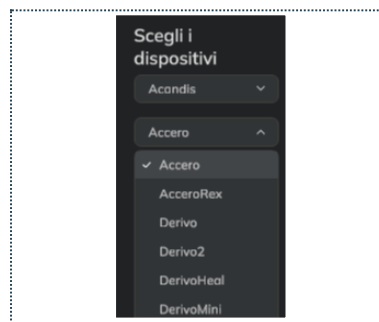 Scegli i
dispositivi
Acandis
Accero
Accero
AcceroRex
Derivo
Derivo2
DerivoHeal
DerivoMini